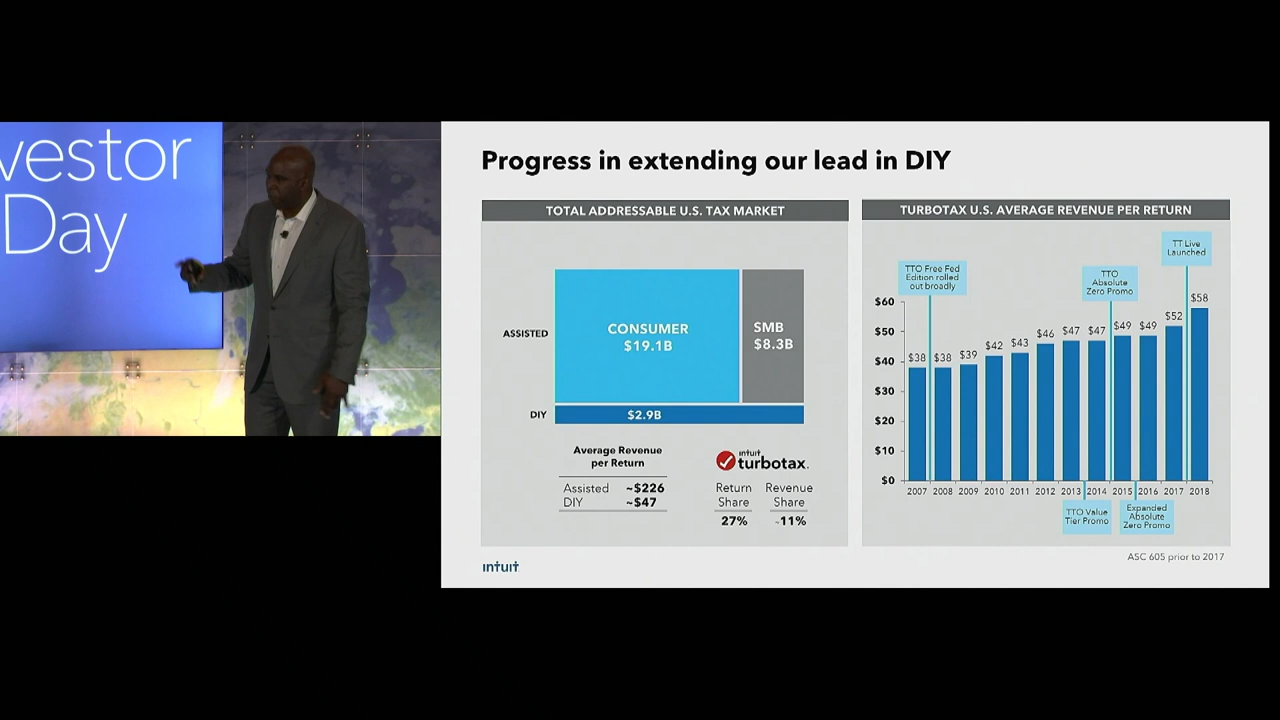 vestor
Day
Progress in extending our lead in DIY
TOTAL ADDRESSABLE U.S. TAX MARKET
ASSISTED
CONSUMER
$19.1B
SMB
$8.3B
DIY
$2.9B
Average Revenue
per Return
Assisted ~$226
DIY ~$47
intuit
turbotax.
Return Revenue
Share Share
27% ~11%
TURBOTAX U.S. AVERAGE REVENUE PER RETURN
TTO Free Fed
Edition rolled
out broadly
TTO
Absolute
Zero Promo
TT Live
Launched
$60
$50
$40
$30
$20
$10
$0
$38 $38 $39 $42 $43 $46 $47 $47 $49 $49 $52 $58
2007 2008 2009 2010 2011 2012 2013 2014 2015 2016 2017 2018
TTO Value
Tier Promo
Expanded
Absolute
Zero Promo
ASC 605 prior to 2017
intuit